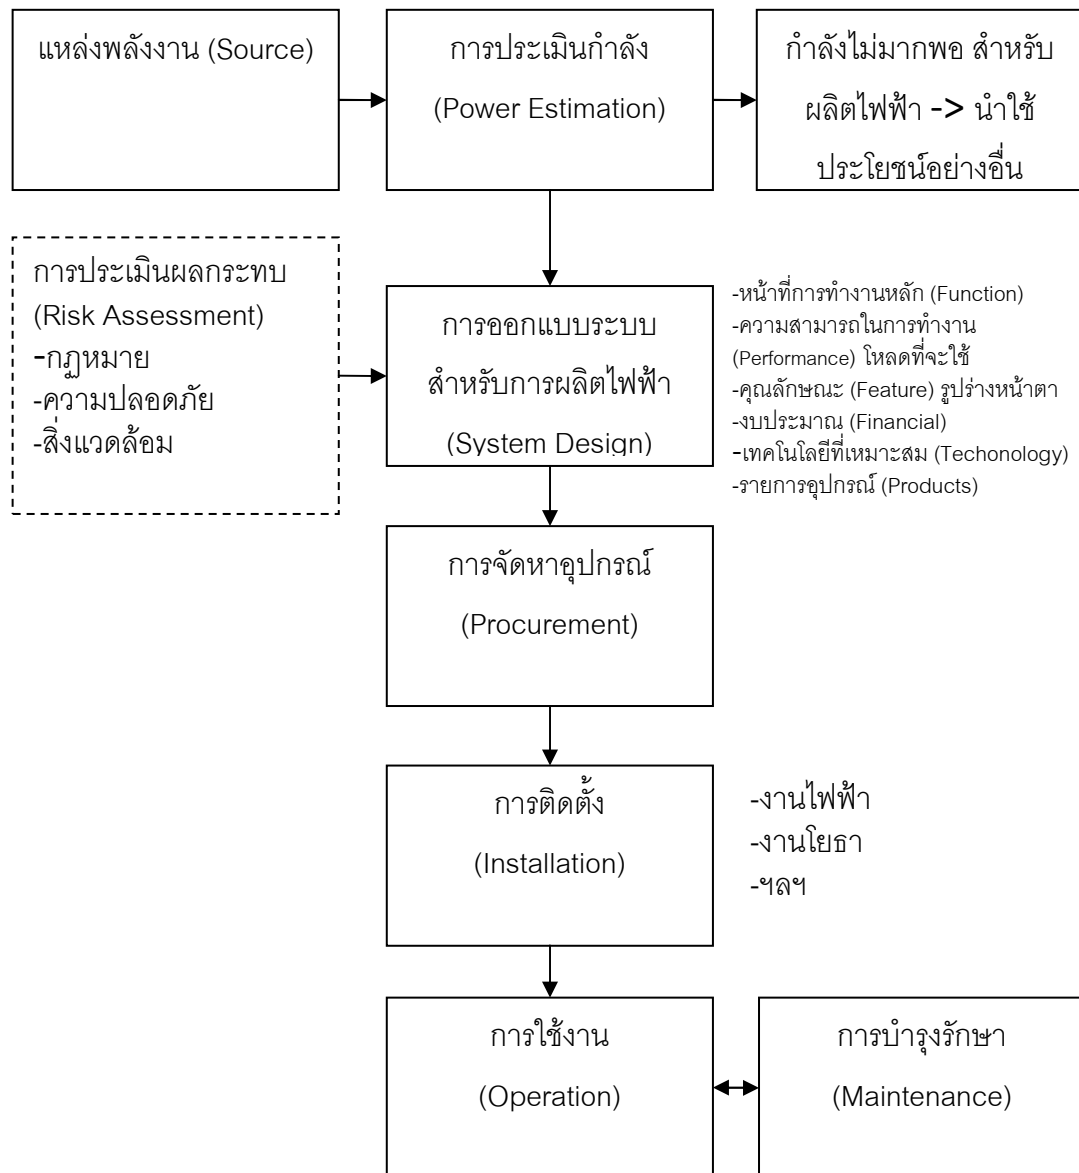 แหล่งพลังงาน (Source)
การประเมินกำลัง
(Power Estimation)
กำลังไม่มากพอ สำหรับ
ผลิตไฟฟ้า -> นำใช้
ประโยชน์อย่างอื่น
การประเมินผลกระทบ
(Risk Assessment)
-กฏหมาย
-ความปลอดภัย
-สิ่งแวดล้อม
การออกแบบระบบ
สำหรับการผลิตไฟฟ้า
(System Design)
-หน้าที่การทำงานหลัก (Function)
-ความสามารถในการทำงาน
(Performance) โหลดที่จะใช้
-คุณลักษณะ (Feature) รูปร่างหน้าตา
-งบประมาณ (Financial)
-เทคโนโลยีที่เหมาะสม (Techonology)
-รายการอุปกรณ์ (Products)
การจัดหาอุปกรณ์
(Procurement)
การติดตั้ง
(Installation)
-งานไฟฟ้า
-งานโยธา
-ฯลฯ
การใช้งาน
(Operation)
การบำรุงรักษา
(Maintenance)